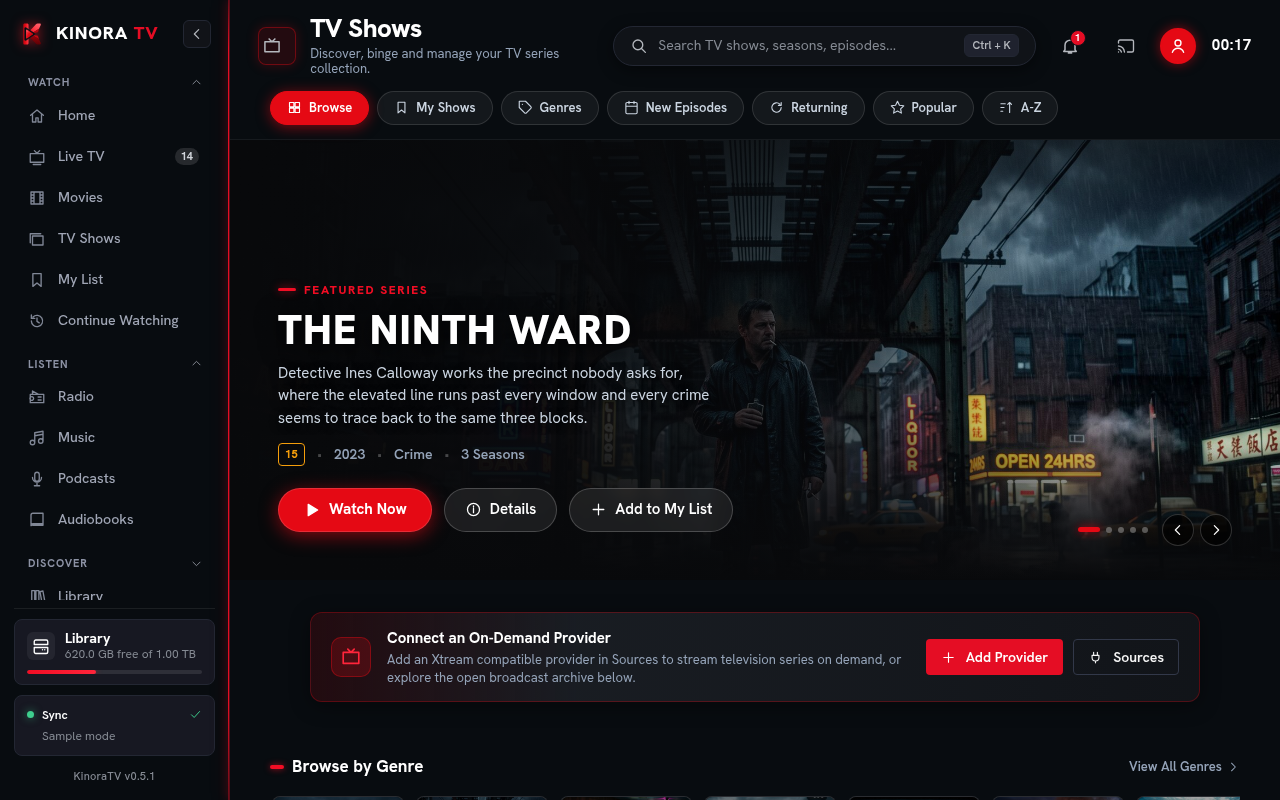 KINORA TV
WATCH
Home
Live TV
14
Movies
TV Shows
My List
Continue Watching
LISTEN
Radio
Music
Podcasts
Audiobooks
DISCOVER
Library
Library
620.0 GB free of 1.00 TB
Sync
Sample mode
KinoraTV v0.5.1
TV Shows
Discover, binge and manage your TV series
collection.
Search TV shows, seasons, episodes...
Ctrl + K
1
00:17
Browse
My Shows
Genres
New Episodes
Returning
Popular
A-Z
FEATURED SERIES
THE NINTH WARD
Detective Ines Calloway works the precinct nobody asks for,
where the elevated line runs past every window and every crime
seems to trace back to the same three blocks.
15
2023
Crime
3 Seasons
Watch Now
Details
Add to My List
LIQUOR
OPEN 24HRS
Connect an On-Demand Provider
Add an Xtream compatible provider in Sources to stream television series on demand, or
explore the open broadcast archive below.
Add Provider
Sources
Browse by Genre
View All Genres